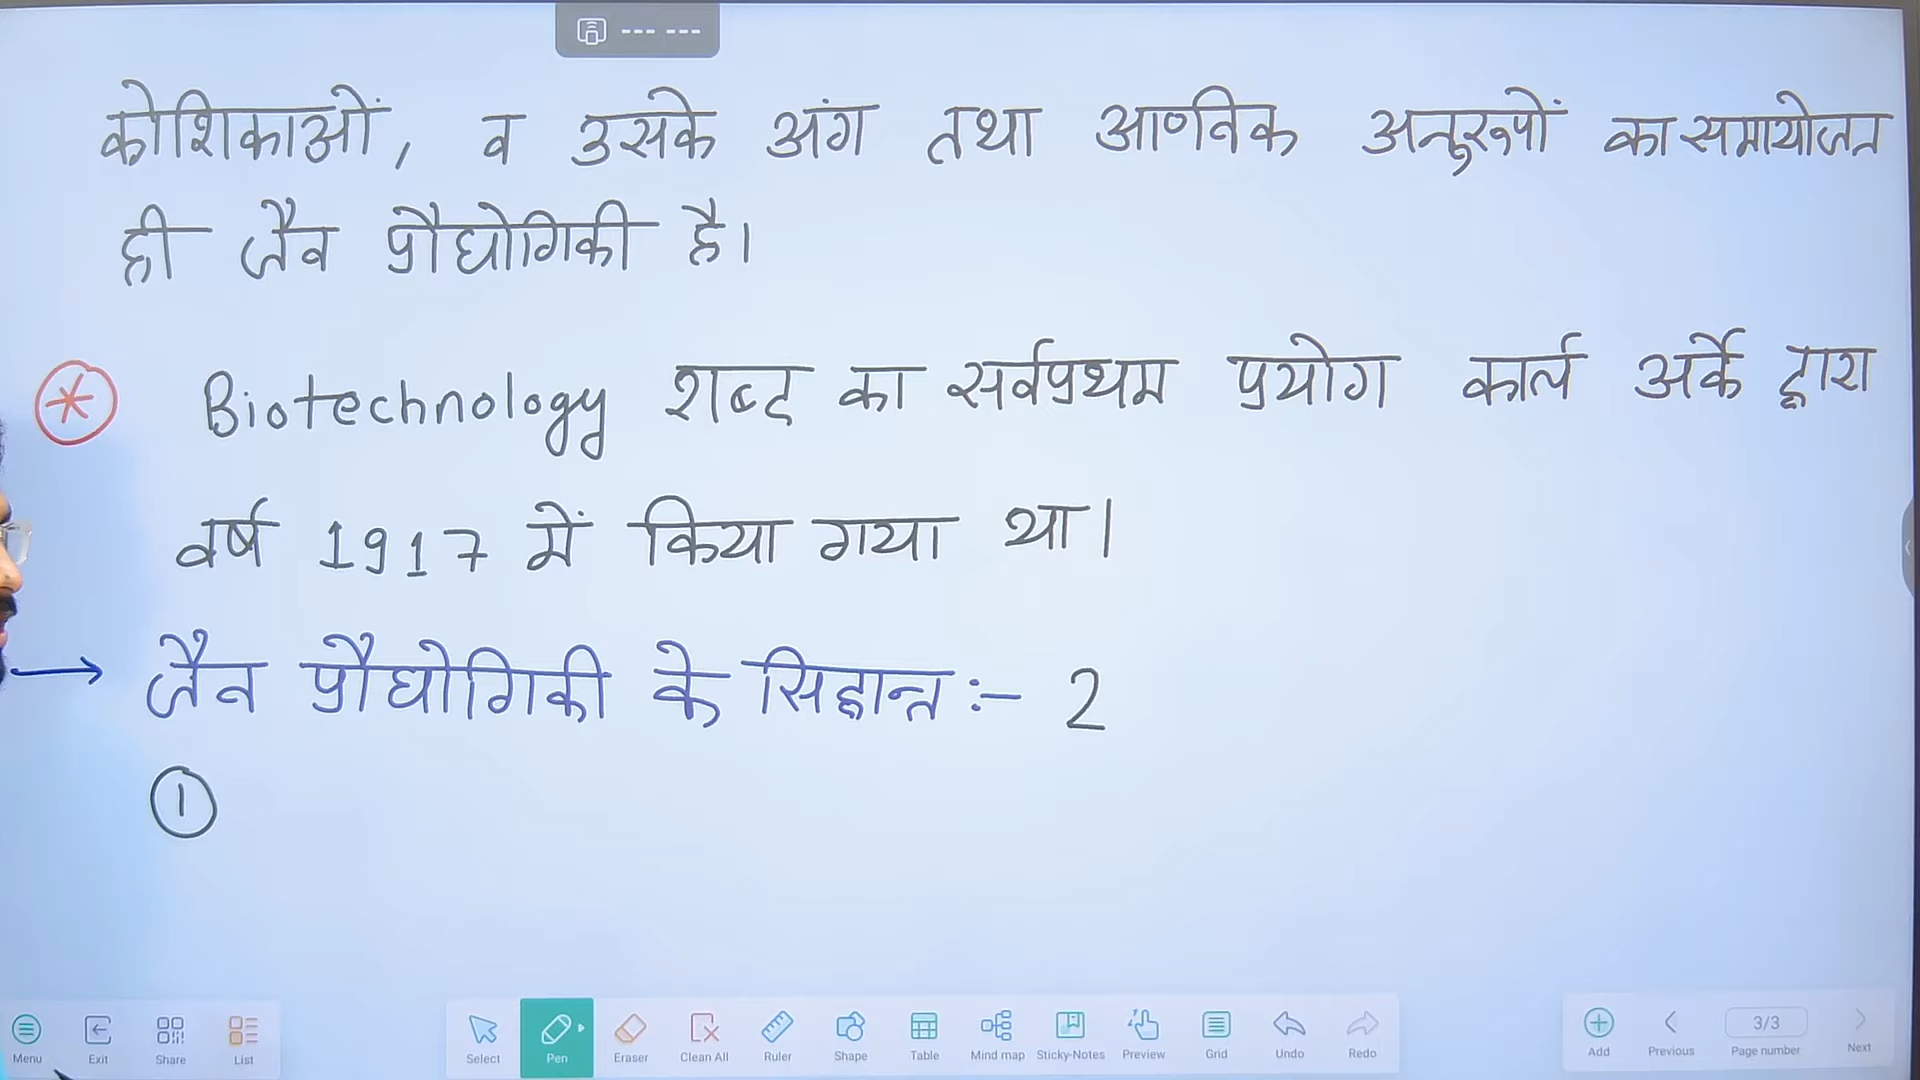 कोशिकाओं, व उसके अंग तथा आणविक अनुरूपों का समायोजन
ही जैव प्रौद्योगिकी है।
Biotechnology शब्द का सर्वप्रथम प्रयोग कार्ल अर्के द्वारा
वर्ष 1917 में किया गया था।
→ जैव प्रौद्योगिकी के सिद्धान्त :- 2
①
Menu Exit Share List Select Pen Eraser Clean All Ruler Shape Table Mind map Sticky-Notes Preview Grid Undo Redo Add Previous 3/3 Page number Next